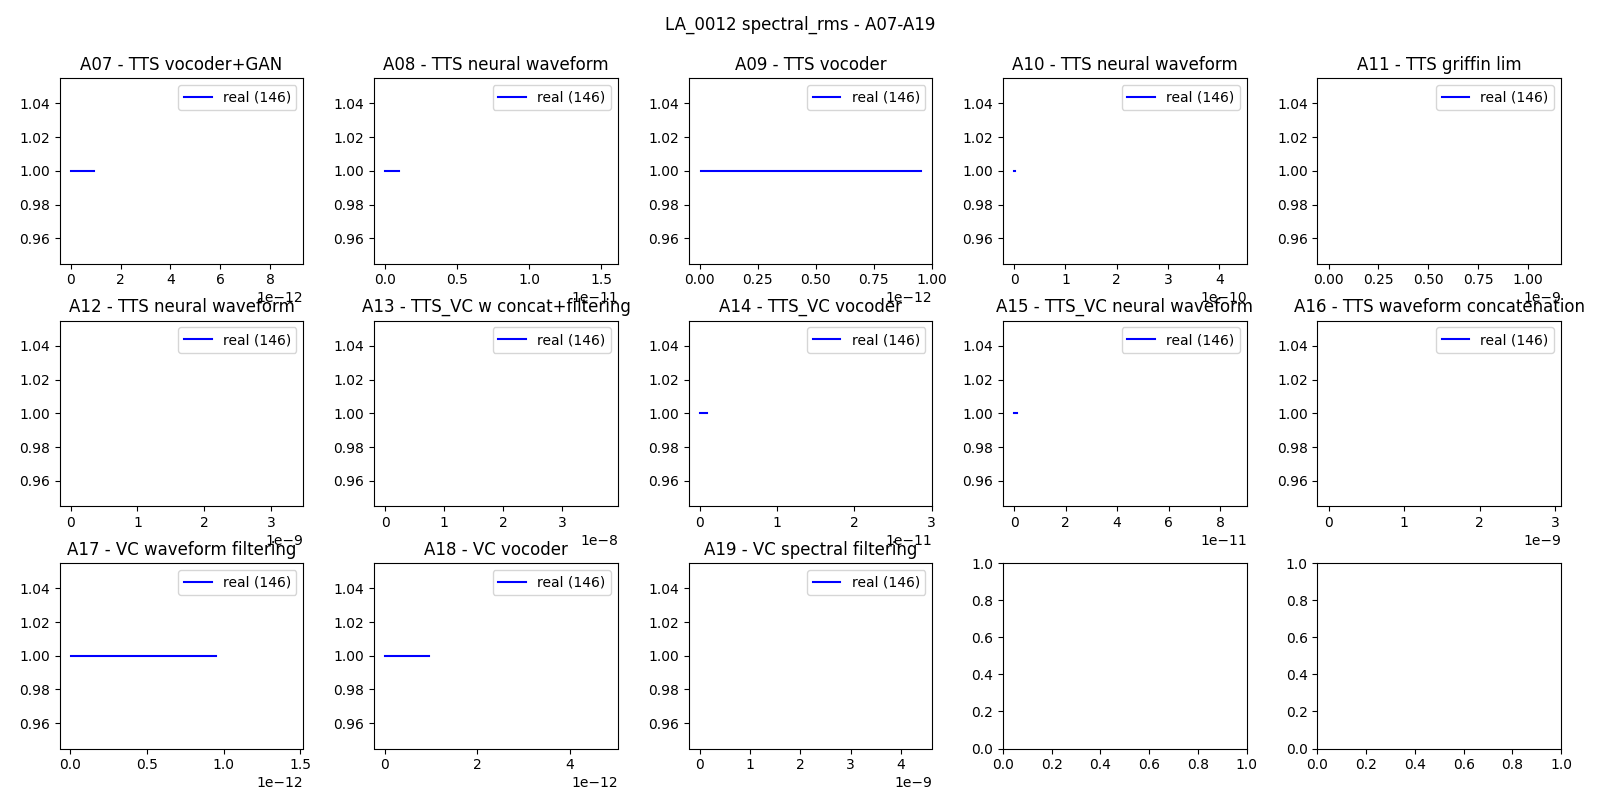 LA_0012 spectral_rms - A07-A19
A07 - TTS vocoder+GAN
A08 - TTS neural waveform
A09 - TTS vocoder
A10 - TTS neural waveform
A11 - TTS griffin lim
real (146)
real (146)
real (146)
real (146)
real (146)
1.04 1.02 1.00 0.98 0.96
1.04 1.02 1.00 0.98 0.96
1.04 1.02 1.00 0.98 0.96
1.04 1.02 1.00 0.98 0.96
1.04 1.02 1.00 0.98 0.96
0 2 4 6 8
1e-12
0.0 0.5 1.0 1.5
1e-11
0.00 0.25 0.50 0.75 1.00
1e-12
0 1 2 3 4
1e-10
0.00 0.25 0.50 0.75 1.00
1e-9
A12 - TTS neural waveform
A13 - TTS_VC w concat+filtering
A14 - TTS_VC vocoder
A15 - TTS_VC neural waveform
A16 - TTS waveform concatenation
real (146)
real (146)
real (146)
real (146)
real (146)
1.04 1.02 1.00 0.98 0.96
1.04 1.02 1.00 0.98 0.96
1.04 1.02 1.00 0.98 0.96
1.04 1.02 1.00 0.98 0.96
1.04 1.02 1.00 0.98 0.96
0 1 2 3
1e-9
0 1 2 3
1e-8
0 1 2 3
1e-11
0 2 4 6 8
1e-11
0 1 2 3
1e-9
A17 - VC waveform filtering
A18 - VC vocoder
A19 - VC spectral filtering
real (146)
real (146)
real (146)
1.04 1.02 1.00 0.98 0.96
1.04 1.02 1.00 0.98 0.96
1.04 1.02 1.00 0.98 0.96
1.0 0.8 0.6 0.4 0.2 0.0
1.0 0.8 0.6 0.4 0.2 0.0
0.0 0.5 1.0 1.5
1e-12
0 2 4
1e-12
0 1 2 3 4
1e-9
0.0 0.2 0.4 0.6 0.8 1.0
0.0 0.2 0.4 0.6 0.8 1.0